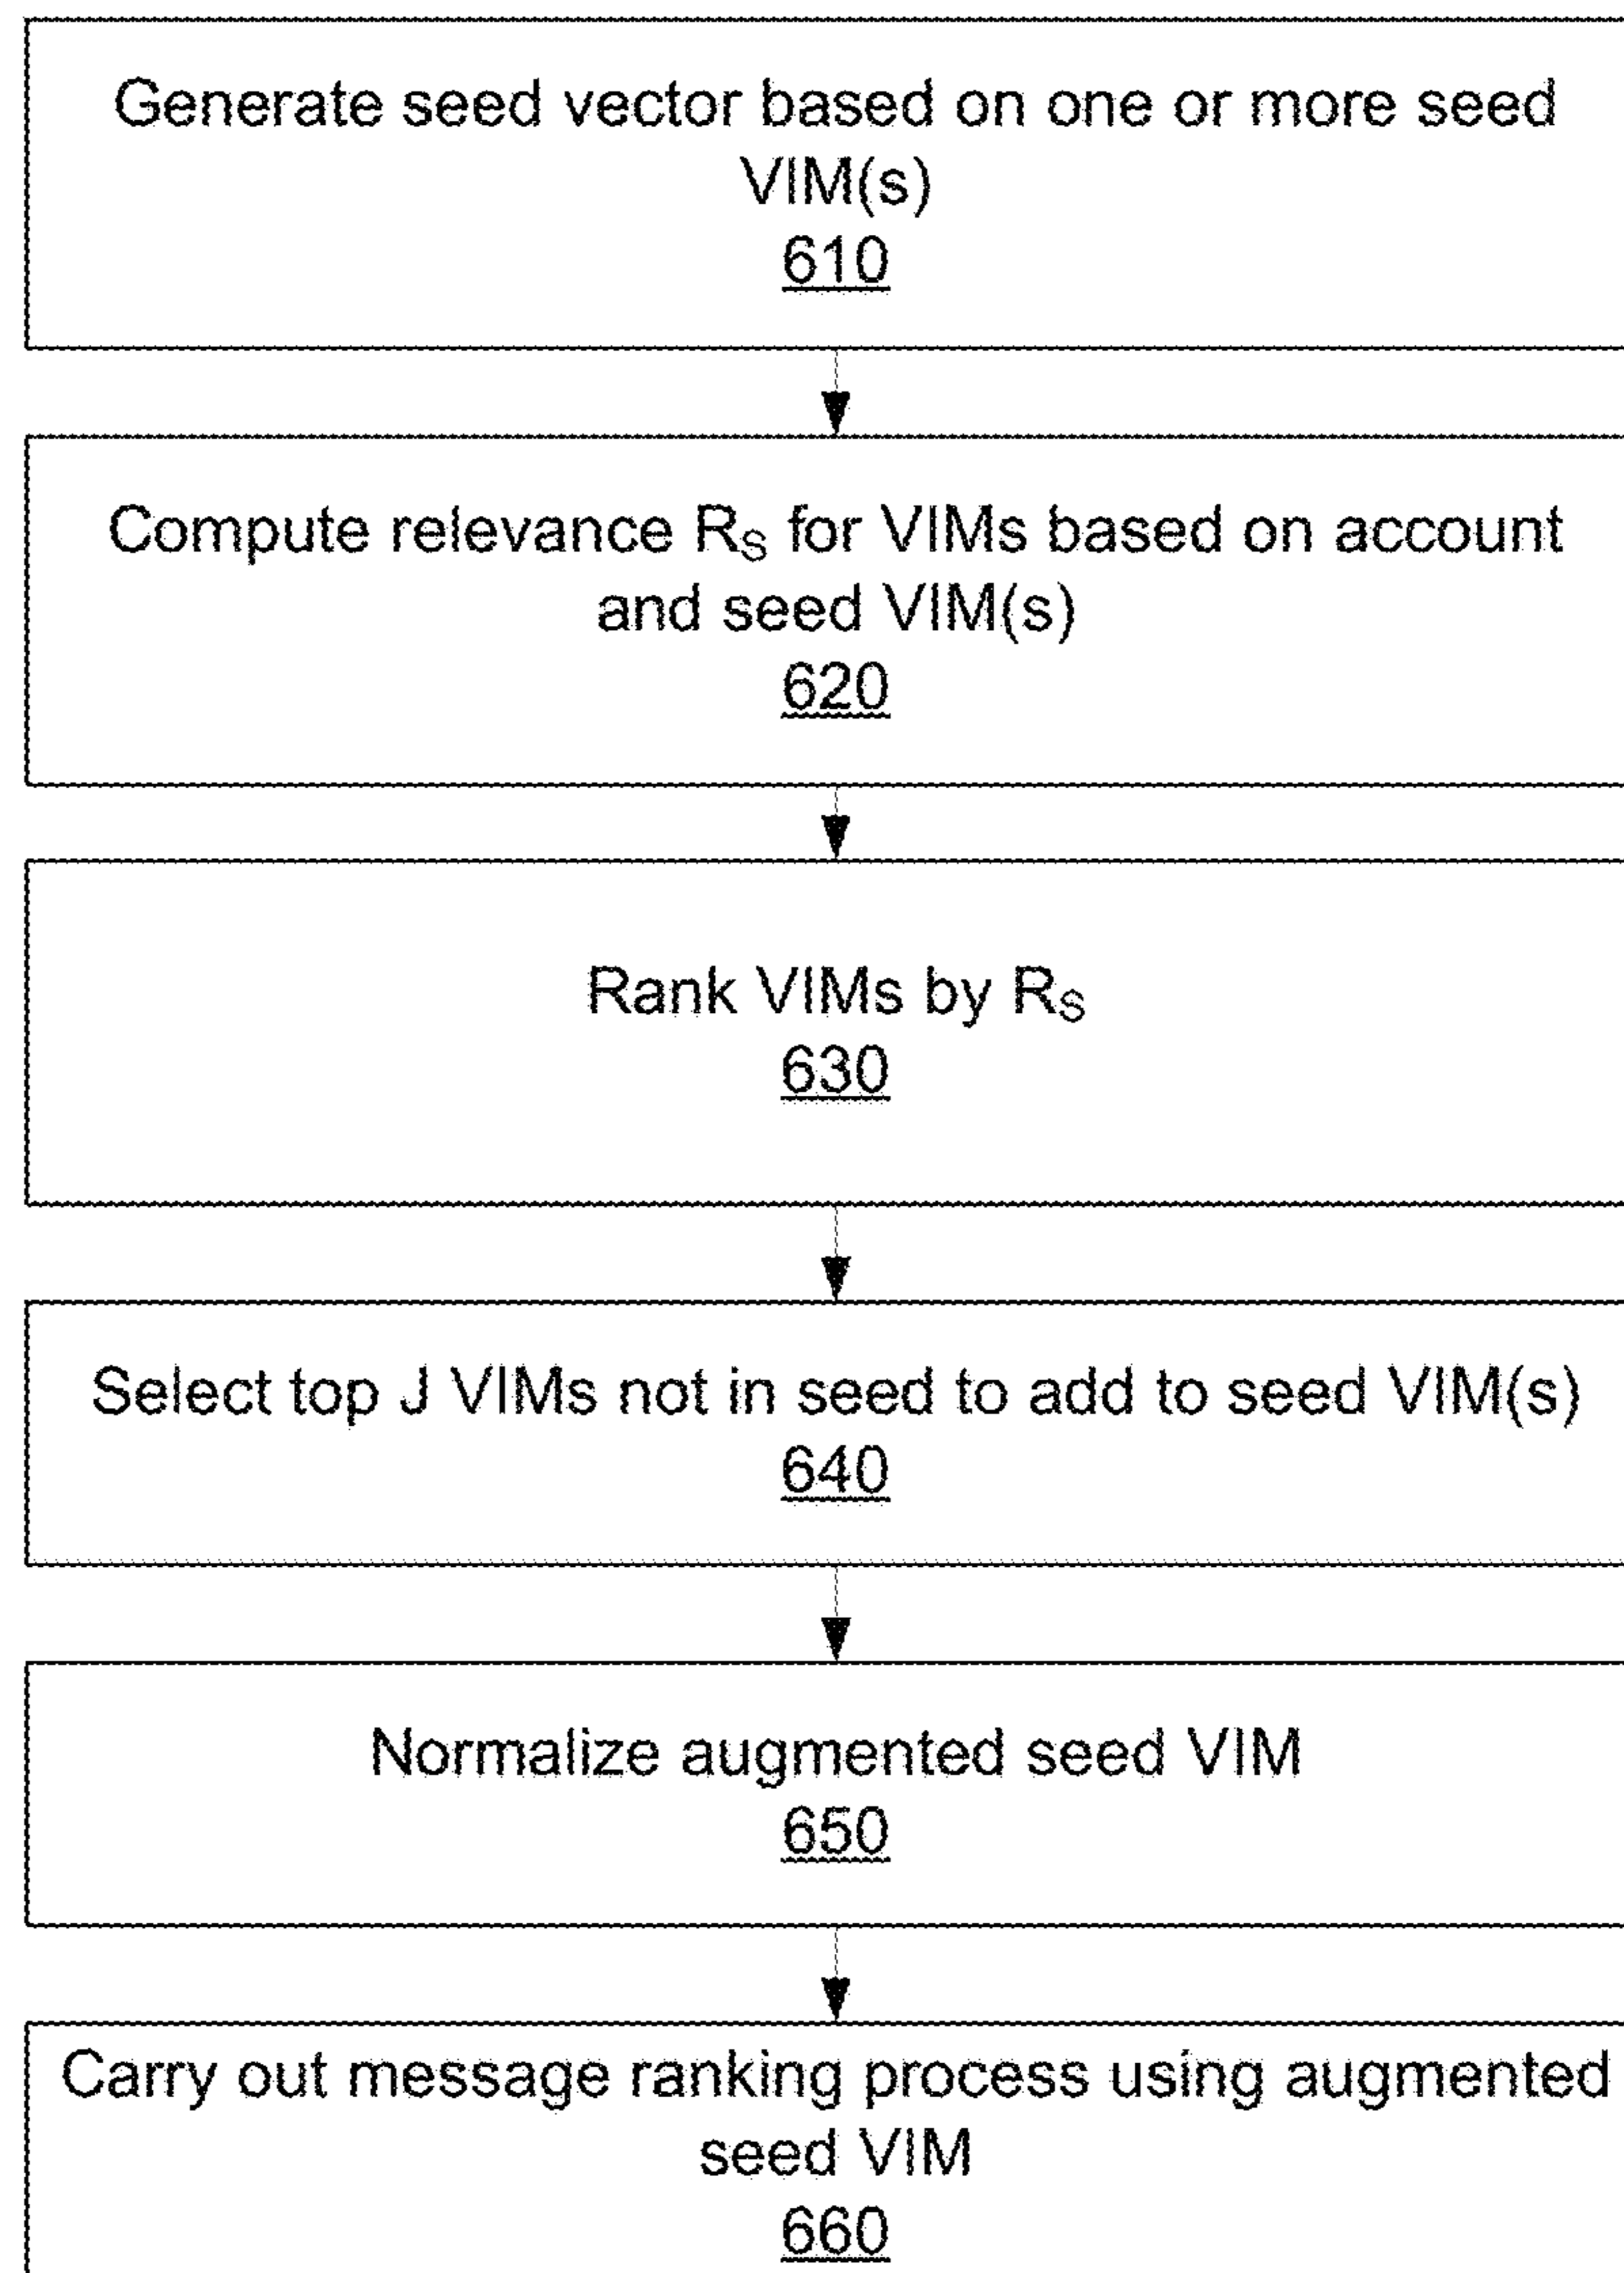 Generate seed vector based on one or more seed
VIM(s)
610
Compute relevance RS for VIMs based on account
and seed VIM(s)
620
Rank VIMs by RS
630
Select top J VIMs not in seed to add to seed VIM(s)
640
Normalize augmented seed VIM
650
Carry out message ranking process using augmented
seed VIM
660